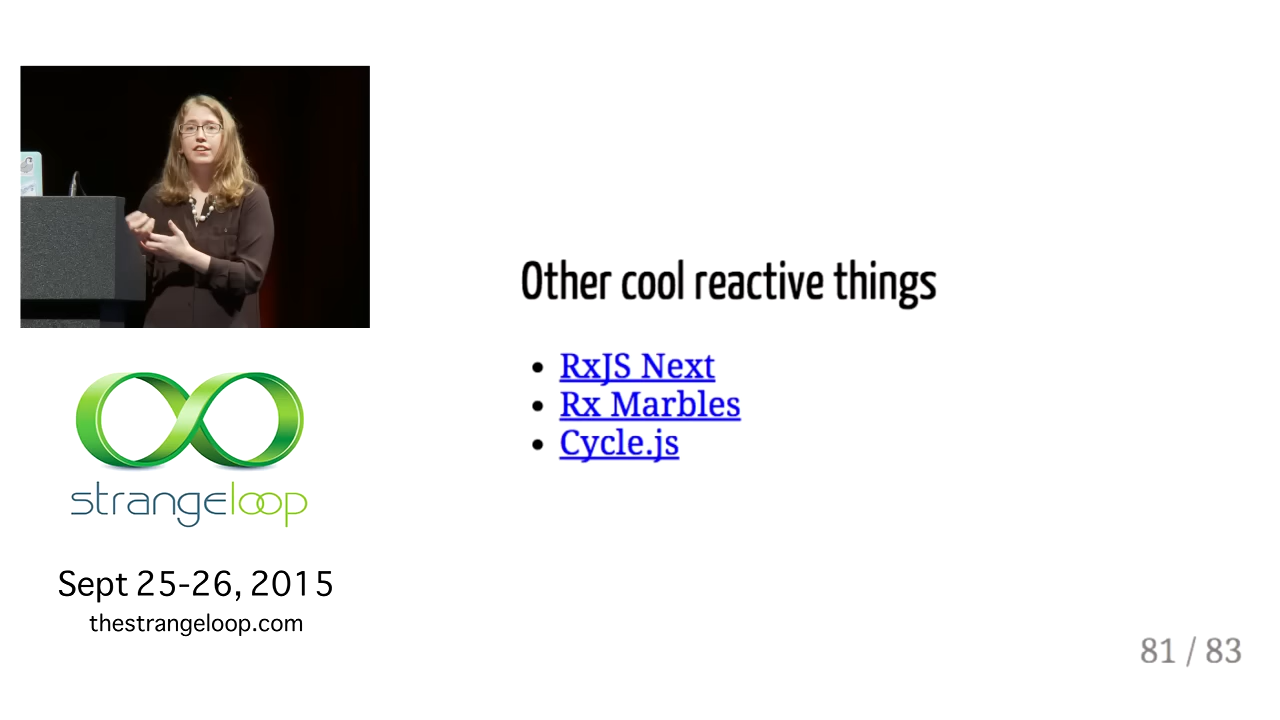 strangeloop
Sept 25-26, 2015
thestrangeloop.com
Other cool reactive things
RxJS Next
Rx Marbles
Cycle.js
81 / 83